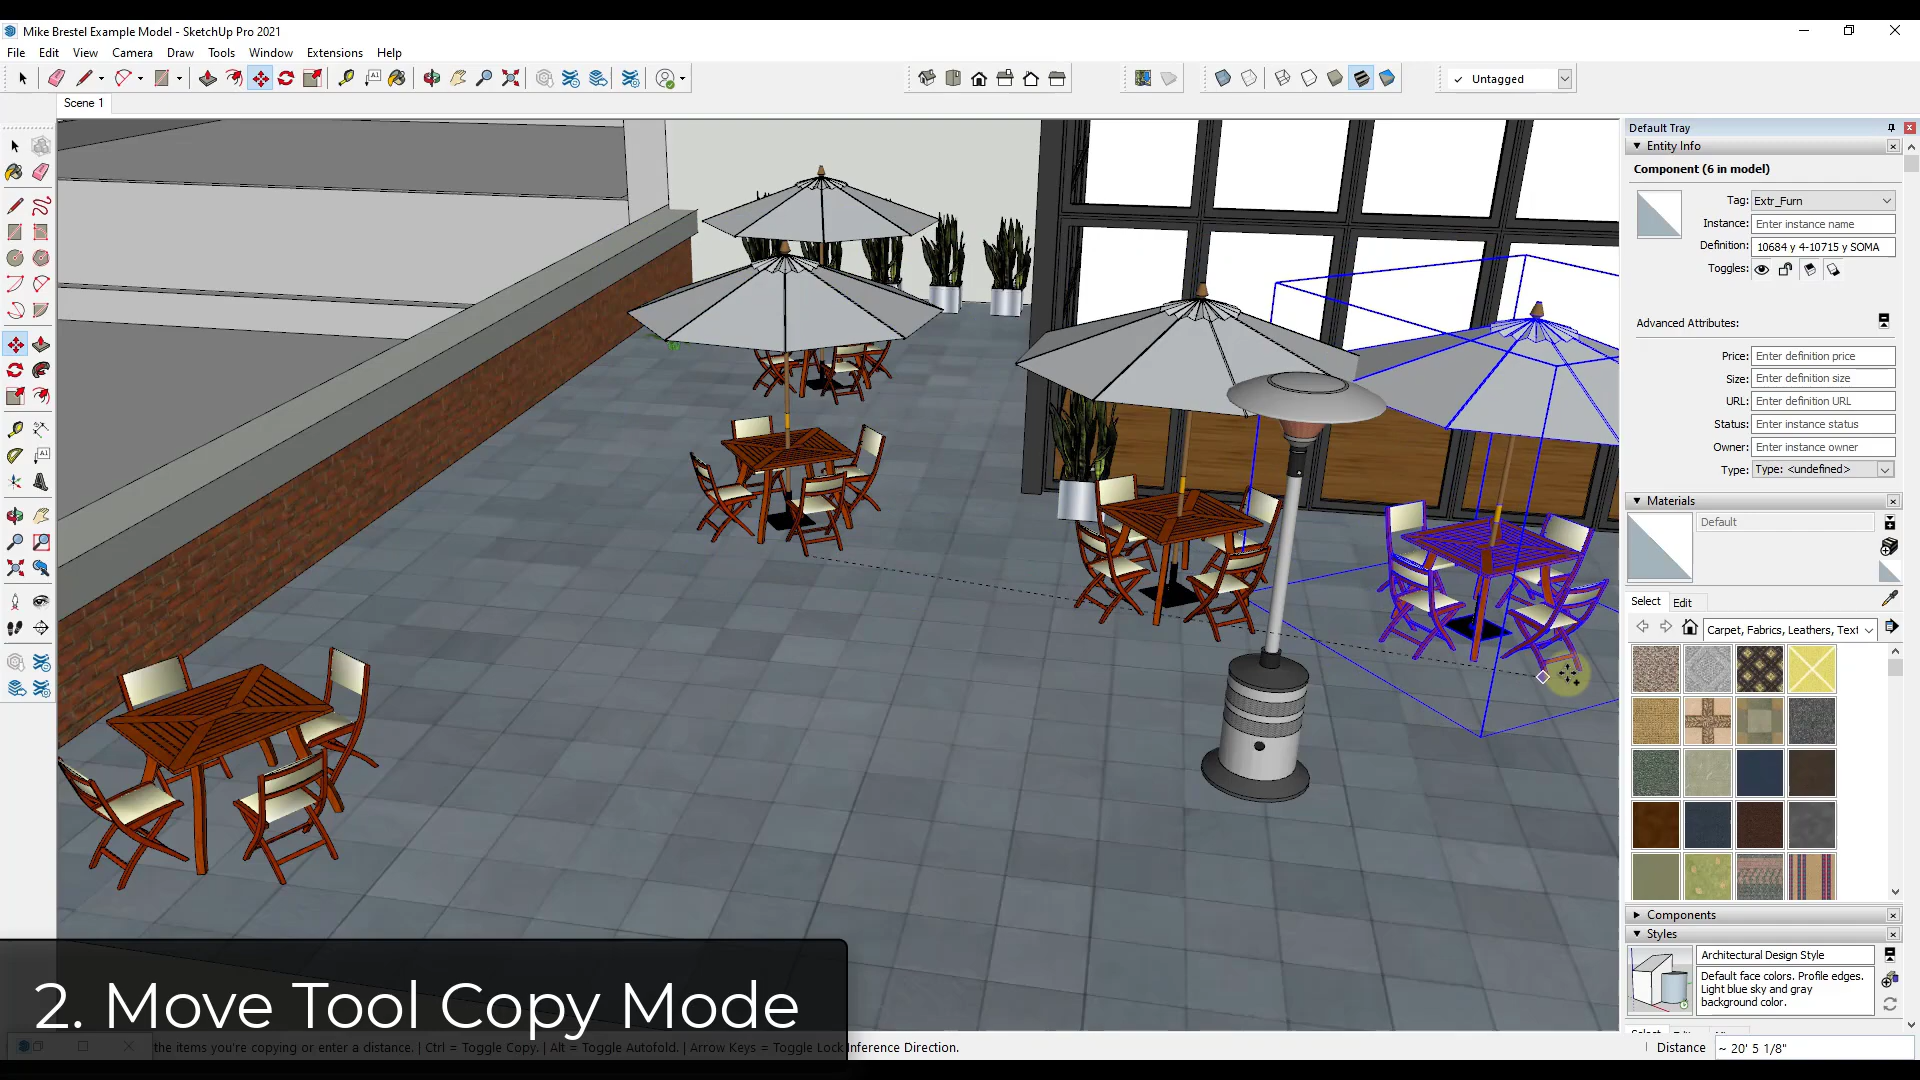 Mike Brestel Example Model - SketchUp Pro 2021
File Edit View Camera Draw Tools Window Extensions Help
Untagged
Scene 1
Default Tray
Entity Info
Component (6 in model)
Tag: Extr_Furn
Instance: Enter instance name
Definition: 10684 y 4-10715 y SOMA
Toggles:
Advanced Attributes:
Price: Enter definition price
Size: Enter definition size
URL: Enter definition URL
Status: Enter instance status
Owner: Enter instance owner
Type: Type: <undefined>
Materials
Default
Select Edit
Carpet, Fabrics, Leathers, Text
Components
Styles
Architectural Design Style
Default face colors. Profile edges.
Light blue sky and gray
background color.
2. Move Tool Copy Mode
the items you're copying or enter a distance. | Ctrl = Toggle Copy. | Alt = Toggle Autofold. | Arrow Keys = Toggle Lock Inference Direction.
Distance ~ 20' 5 1/8"